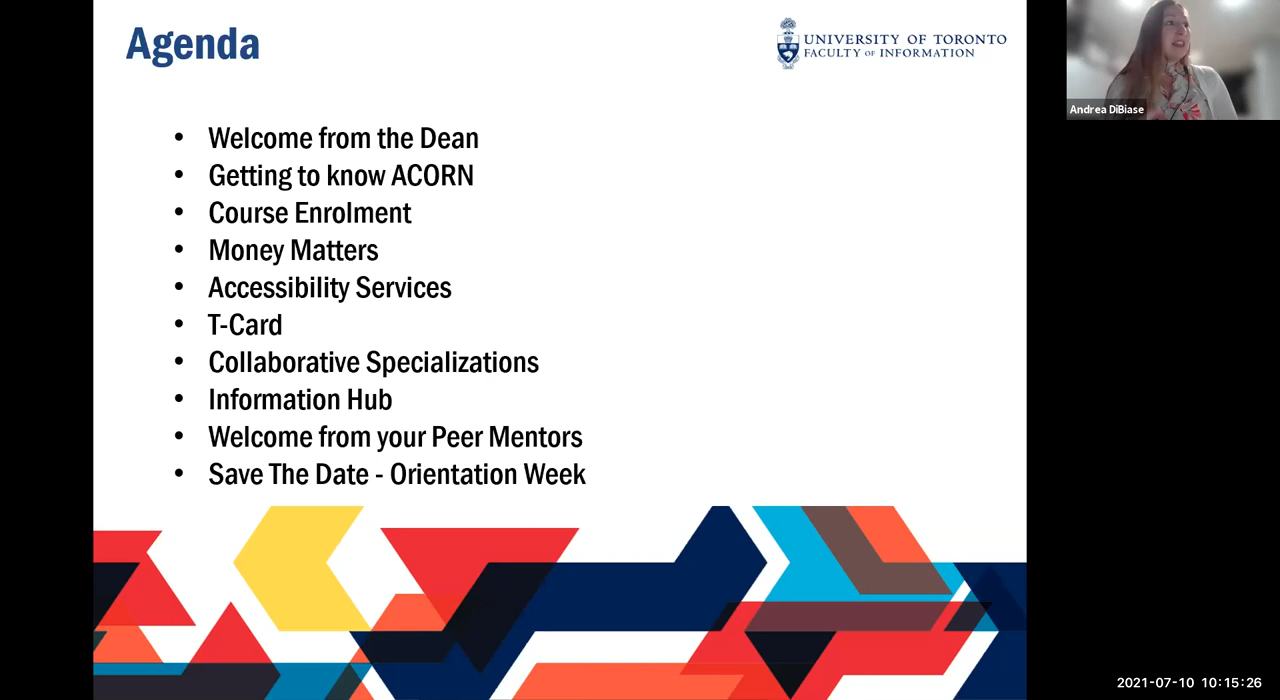 Agenda
UNIVERSITY OF TORONTO
FACULTY OF INFORMATION
Andrea DiBiase
• Welcome from the Dean
• Getting to know ACORN
• Course Enrolment
• Money Matters
• Accessibility Services
• T-Card
• Collaborative Specializations
• Information Hub
• Welcome from your Peer Mentors
• Save The Date - Orientation Week
2021-07-10 10:15:26